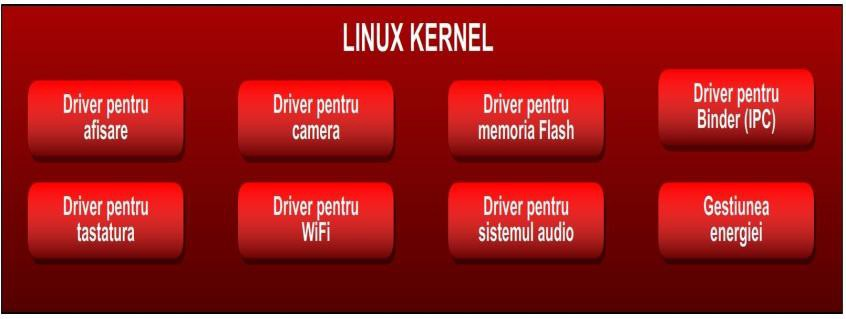 LINUX KERNEL
Driver pentru
afisare
Driver pentru
camera
Driver pentru
memoria Flash
Driver pentru
Binder (IPC)
Driver pentru
tastatura
Driver pentru
WiFi
Driver pentru
sistemul audio
Gestiunea
energiei